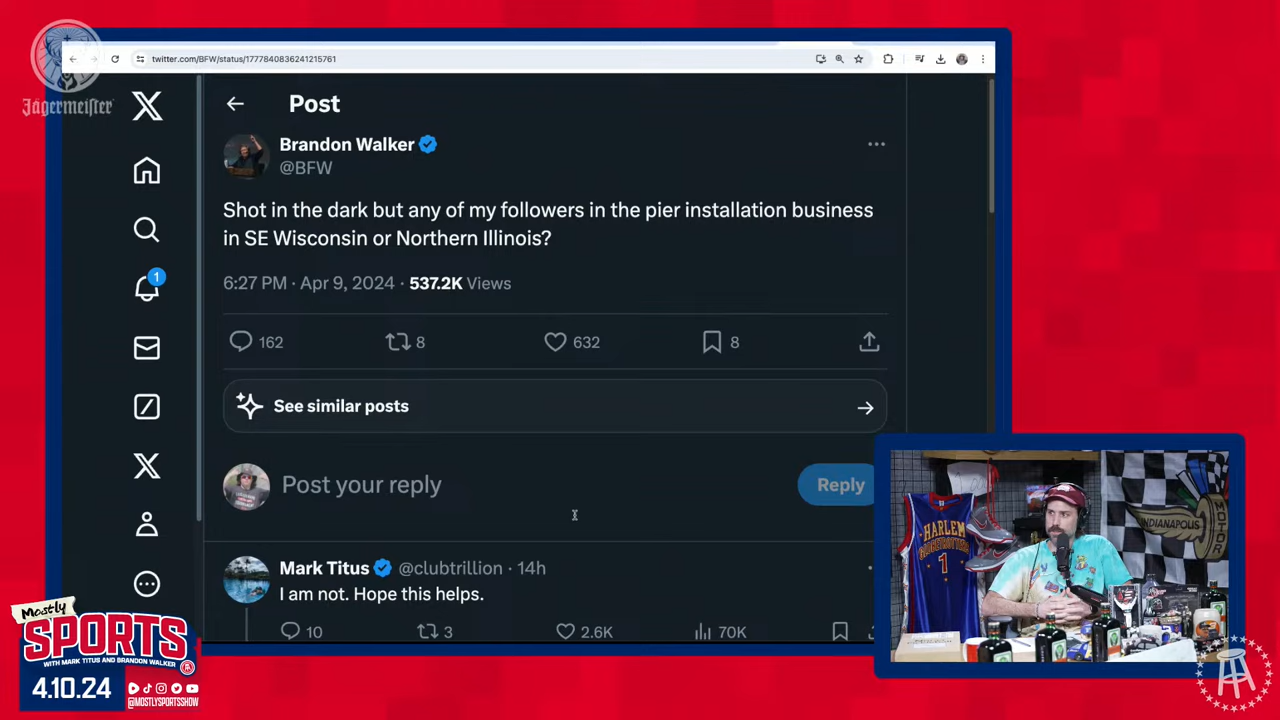 Jägermeister
twitter.com/BFW/status/1777840836241215761
Post
Brandon Walker
@BFW
Shot in the dark but any of my followers in the pier installation business
in SE Wisconsin or Northern Illinois?
6:27 PM · Apr 9, 2024 · 537.2K Views
1
162
8
632
8
See similar posts
Post your reply
Reply
Mark Titus @clubtrillion · 14h
I am not. Hope this helps.
10
3
2.6K
70K
HARLEM
GLOBETROTTERS
1
INDIANAPOLIS
MOTOR
Mostly
SPORTS
WITH MARK TITUS AND BRANDON WALKER
4.10.24
@MOSTLYSPORTSSHOW